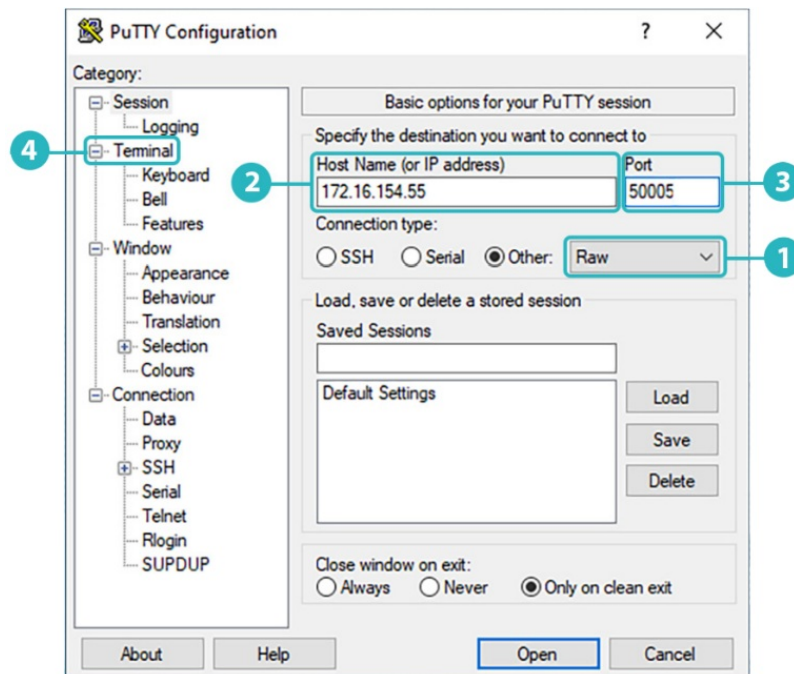 PuTTY Configuration
?
Category:
Session
Logging
4
Terminal
Keyboard
Bell
Features
Window
Appearance
Behaviour
Translation
Selection
Colours
Connection
Data
Proxy
SSH
Serial
Telnet
Rlogin
SUPDUP
Basic options for your PuTTY session
Specify the destination you want to connect to
2
Host Name (or IP address) Port
172.16.154.55 50005
3
Connection type:
SSH Serial Other: Raw
1
Load, save or delete a stored session
Saved Sessions
Default Settings
Load
Save
Delete
Close window on exit:
Always Never Only on clean exit
About Help Open Cancel